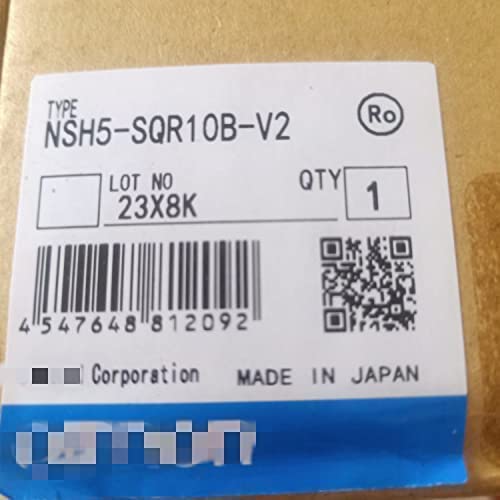 TYPE
NSH5-SQR10B-V2
Ro
LOT NO
23X8K
QTY
1
4 547648 812092
Corporation
MADE IN JAPAN